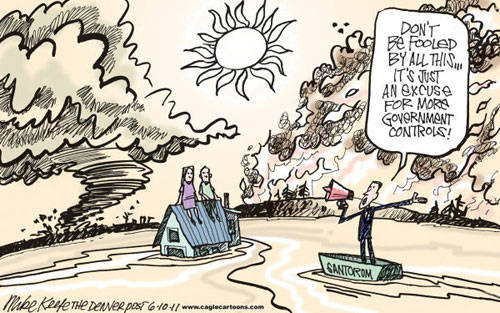 DON'T
BE FOOLED
BY ALL THIS...
IT'S JUST
AN EXCUSE
FOR MORE
GOVERNMENT
CONTROLS!
SANTORUM
MIKE KEEFE THE DENVER POST 6-10-11
www.caglecartoons.com